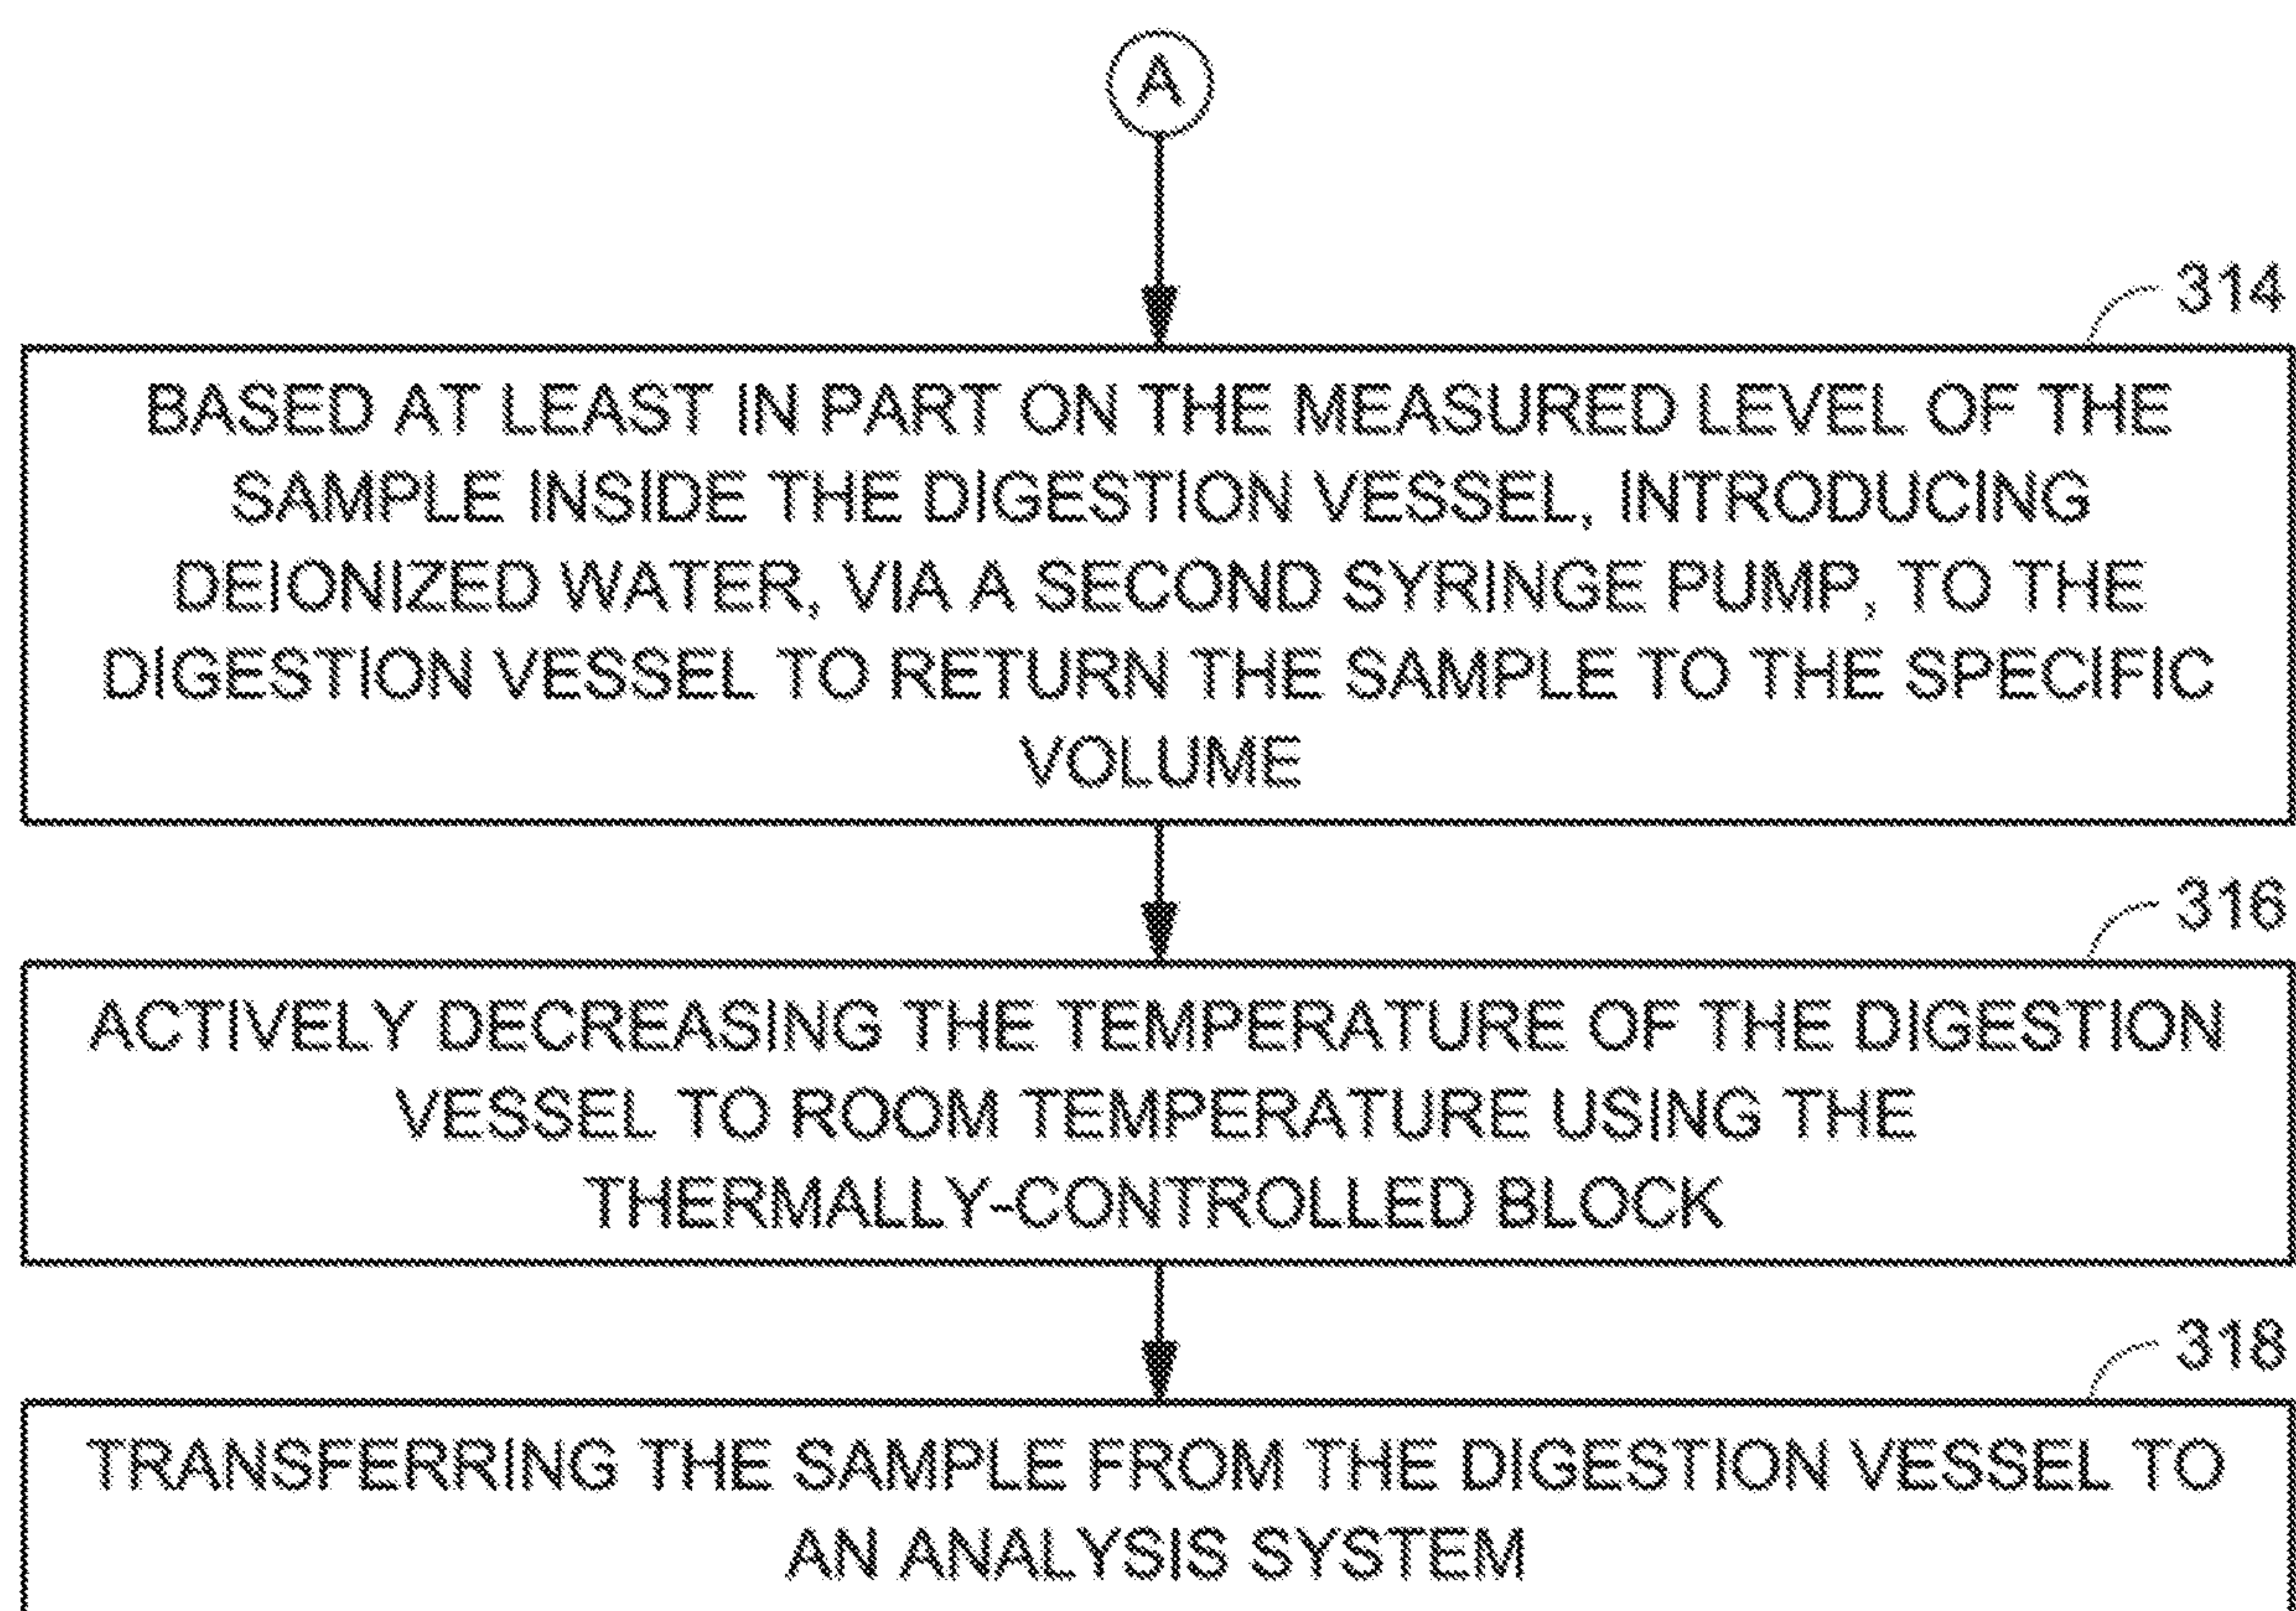 A
314
BASED AT LEAST IN PART ON THE MEASURED LEVEL OF THE
SAMPLE INSIDE THE DIGESTION VESSEL, INTRODUCING
DEIONIZED WATER, VIA A SECOND SYRINGE PUMP, TO THE
DIGESTION VESSEL TO RETURN THE SAMPLE TO THE SPECIFIC
VOLUME
316
ACTIVELY DECREASING THE TEMPERATURE OF THE DIGESTION
VESSEL TO ROOM TEMPERATURE USING THE
THERMALLY-CONTROLLED BLOCK
318
TRANSFERRING THE SAMPLE FROM THE DIGESTION VESSEL TO
AN ANALYSIS SYSTEM